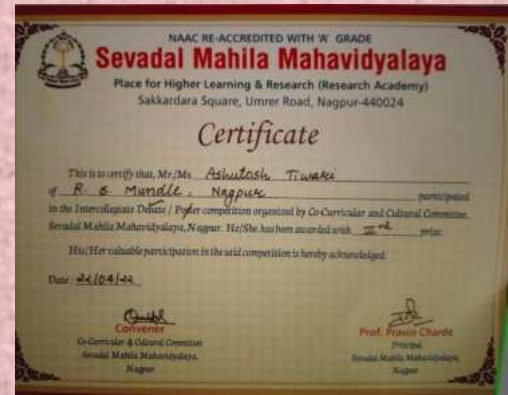 NAAC RE-ACCREDITED WITH 'A' GRADE
Sevadal Mahila Mahavidyalaya
Place for Higher Learning & Research (Research Academy)
Sakkardara Square, Umrer Road, Nagpur-440024
Certificate
This is to certify that, Mr./Ms. Ashutosh Tiwari
of R. S Mundle, Nagpur participated
in the Intercollegiate Debate / Poster competition organized by Co-Curricular and Cultural Committee,
Sevadal Mahila Mahavidyalaya, Nagpur. He/She has been awarded with prize.
His/Her valuable participation in the said competition is hereby acknowledged.
Date: 22/04/22
Convener
Co-Curricular & Cultural Committee
Sevadal Mahila Mahavidyalaya,
Nagpur
Prof. Pravin Charde
Principal
Sevadal Mahila Mahavidyalaya,
Nagpur